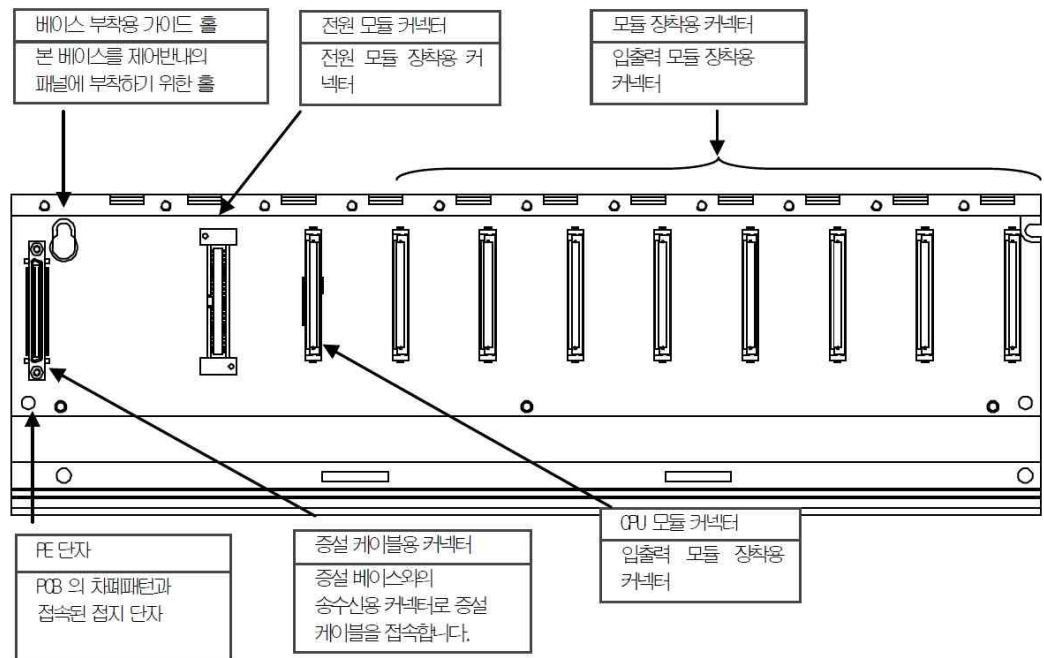 베이스 부착용 가이드 홀
본 베이스를 제어반내의
패널에 부착하기 위한 홀
전원 모듈 커넥터
전원 모듈 장착용 커
넥터
모듈 장착용 커넥터
입출력 모듈 장착용
커넥터
PE 단자
PCB 의 차폐패턴과
접속된 접지 단자
증설 케이블용 커넥터
증설 베이스와의
송수신용 커넥터로 증설
케이블을 접속합니다.
CPU 모듈 커넥터
입출력 모듈 장착용
커넥터